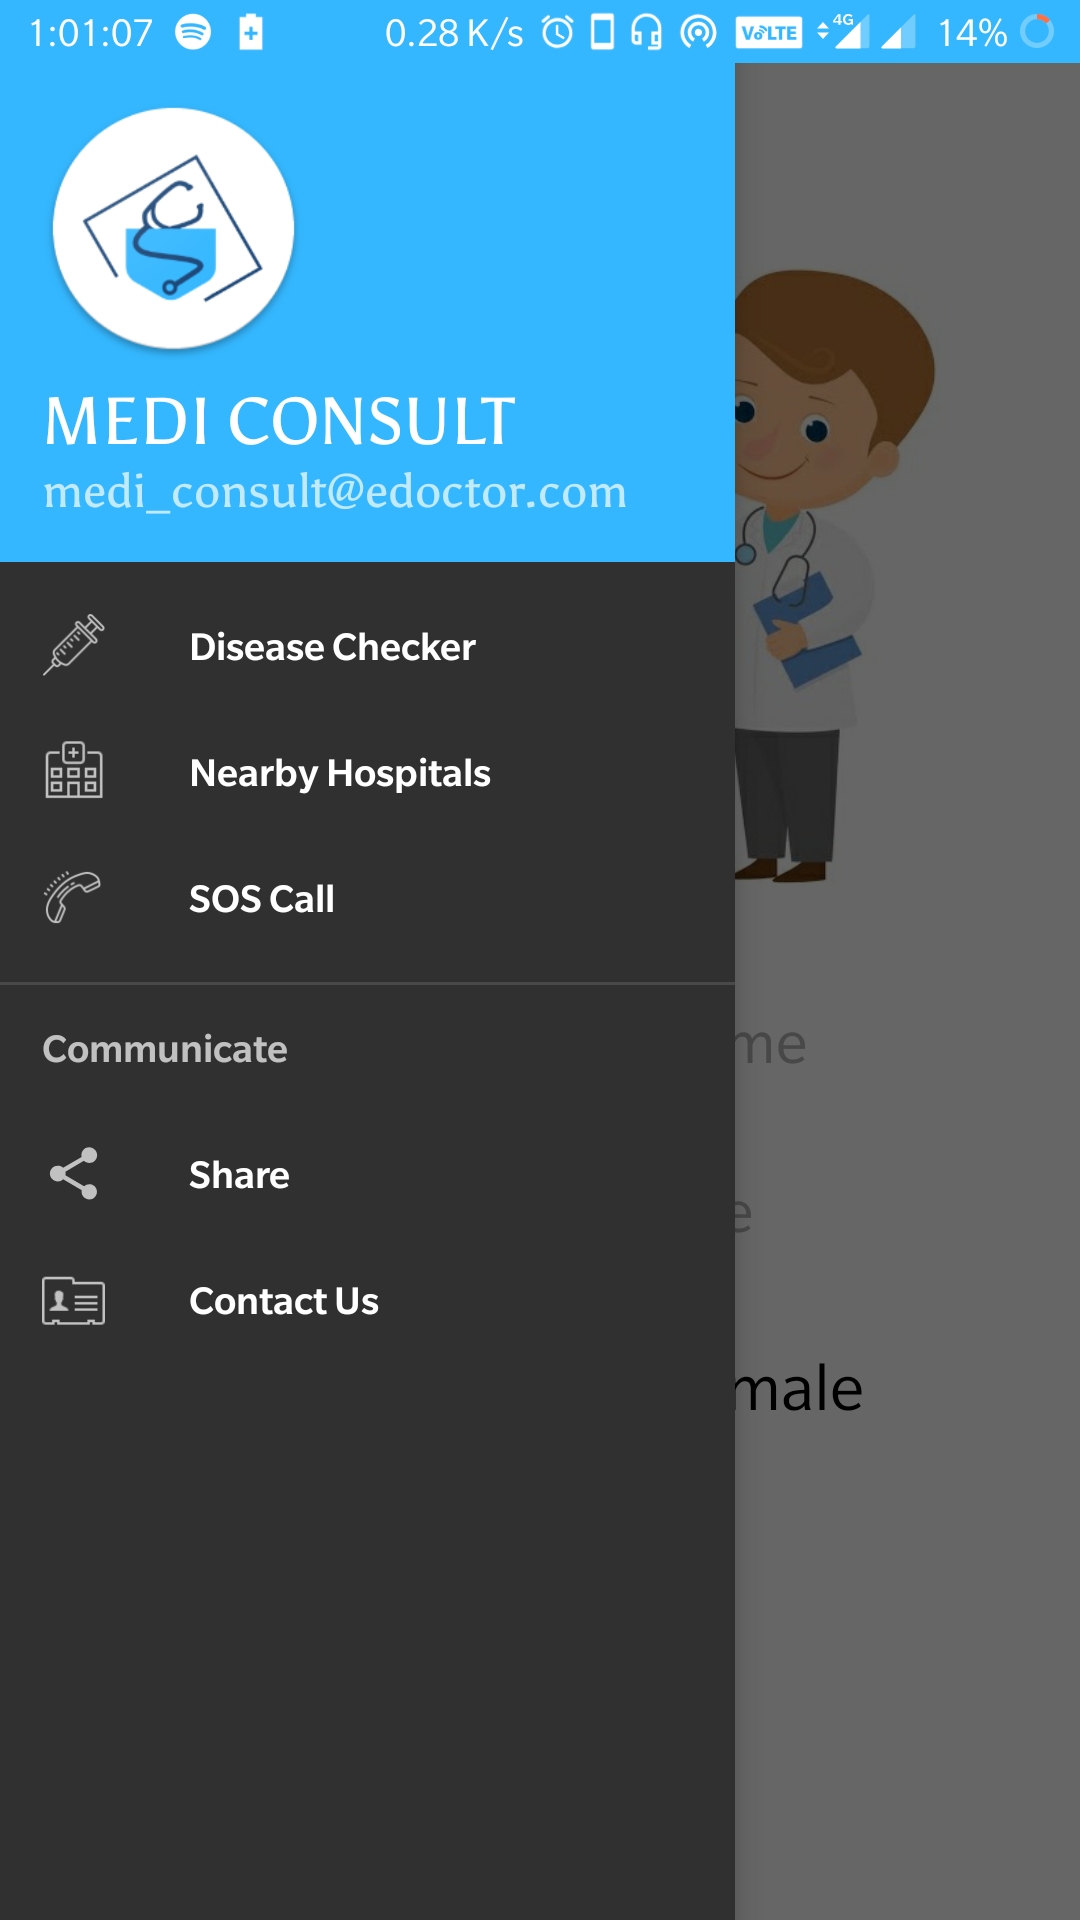 1:01:07 0.28 K/s VoLTE 4G 14%
MEDI CONSULT
medi_consult@edoctor.com
Disease Checker
Nearby Hospitals
SOS Call
Communicate
me
Share
e
Contact Us
male